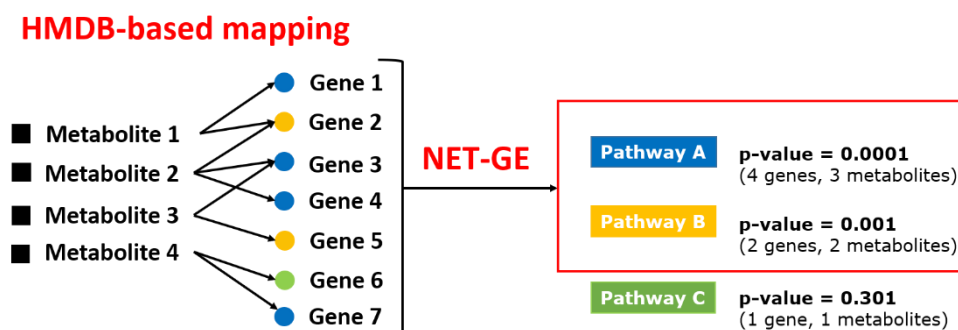 HMDB-based mapping
Metabolite 1
Metabolite 2
Metabolite 3
Metabolite 4
Gene 1
Gene 2
Gene 3
Gene 4
Gene 5
Gene 6
Gene 7
NET-GE
Pathway A
p-value = 0.0001
(4 genes, 3 metabolites)
Pathway B
p-value = 0.001
(2 genes, 2 metabolites)
Pathway C
p-value = 0.301
(1 gene, 1 metabolites)